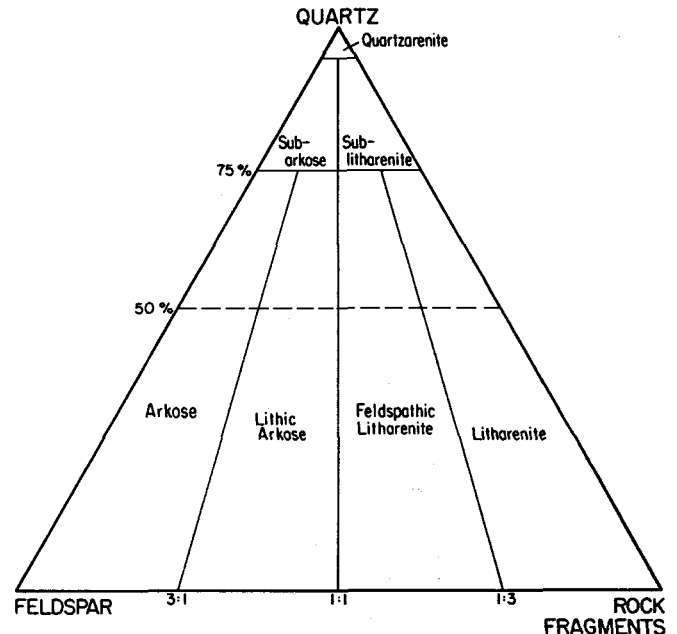 QUARTZ
Quartzarenite
Sub-
arkose
Sub-
litharenite
75%
50%
Arkose
Lithic
Arkose
Feldspathic
Litharenite
Litharenite
FELDSPAR
3:1
1:1
1:3
ROCK
FRAGMENTS